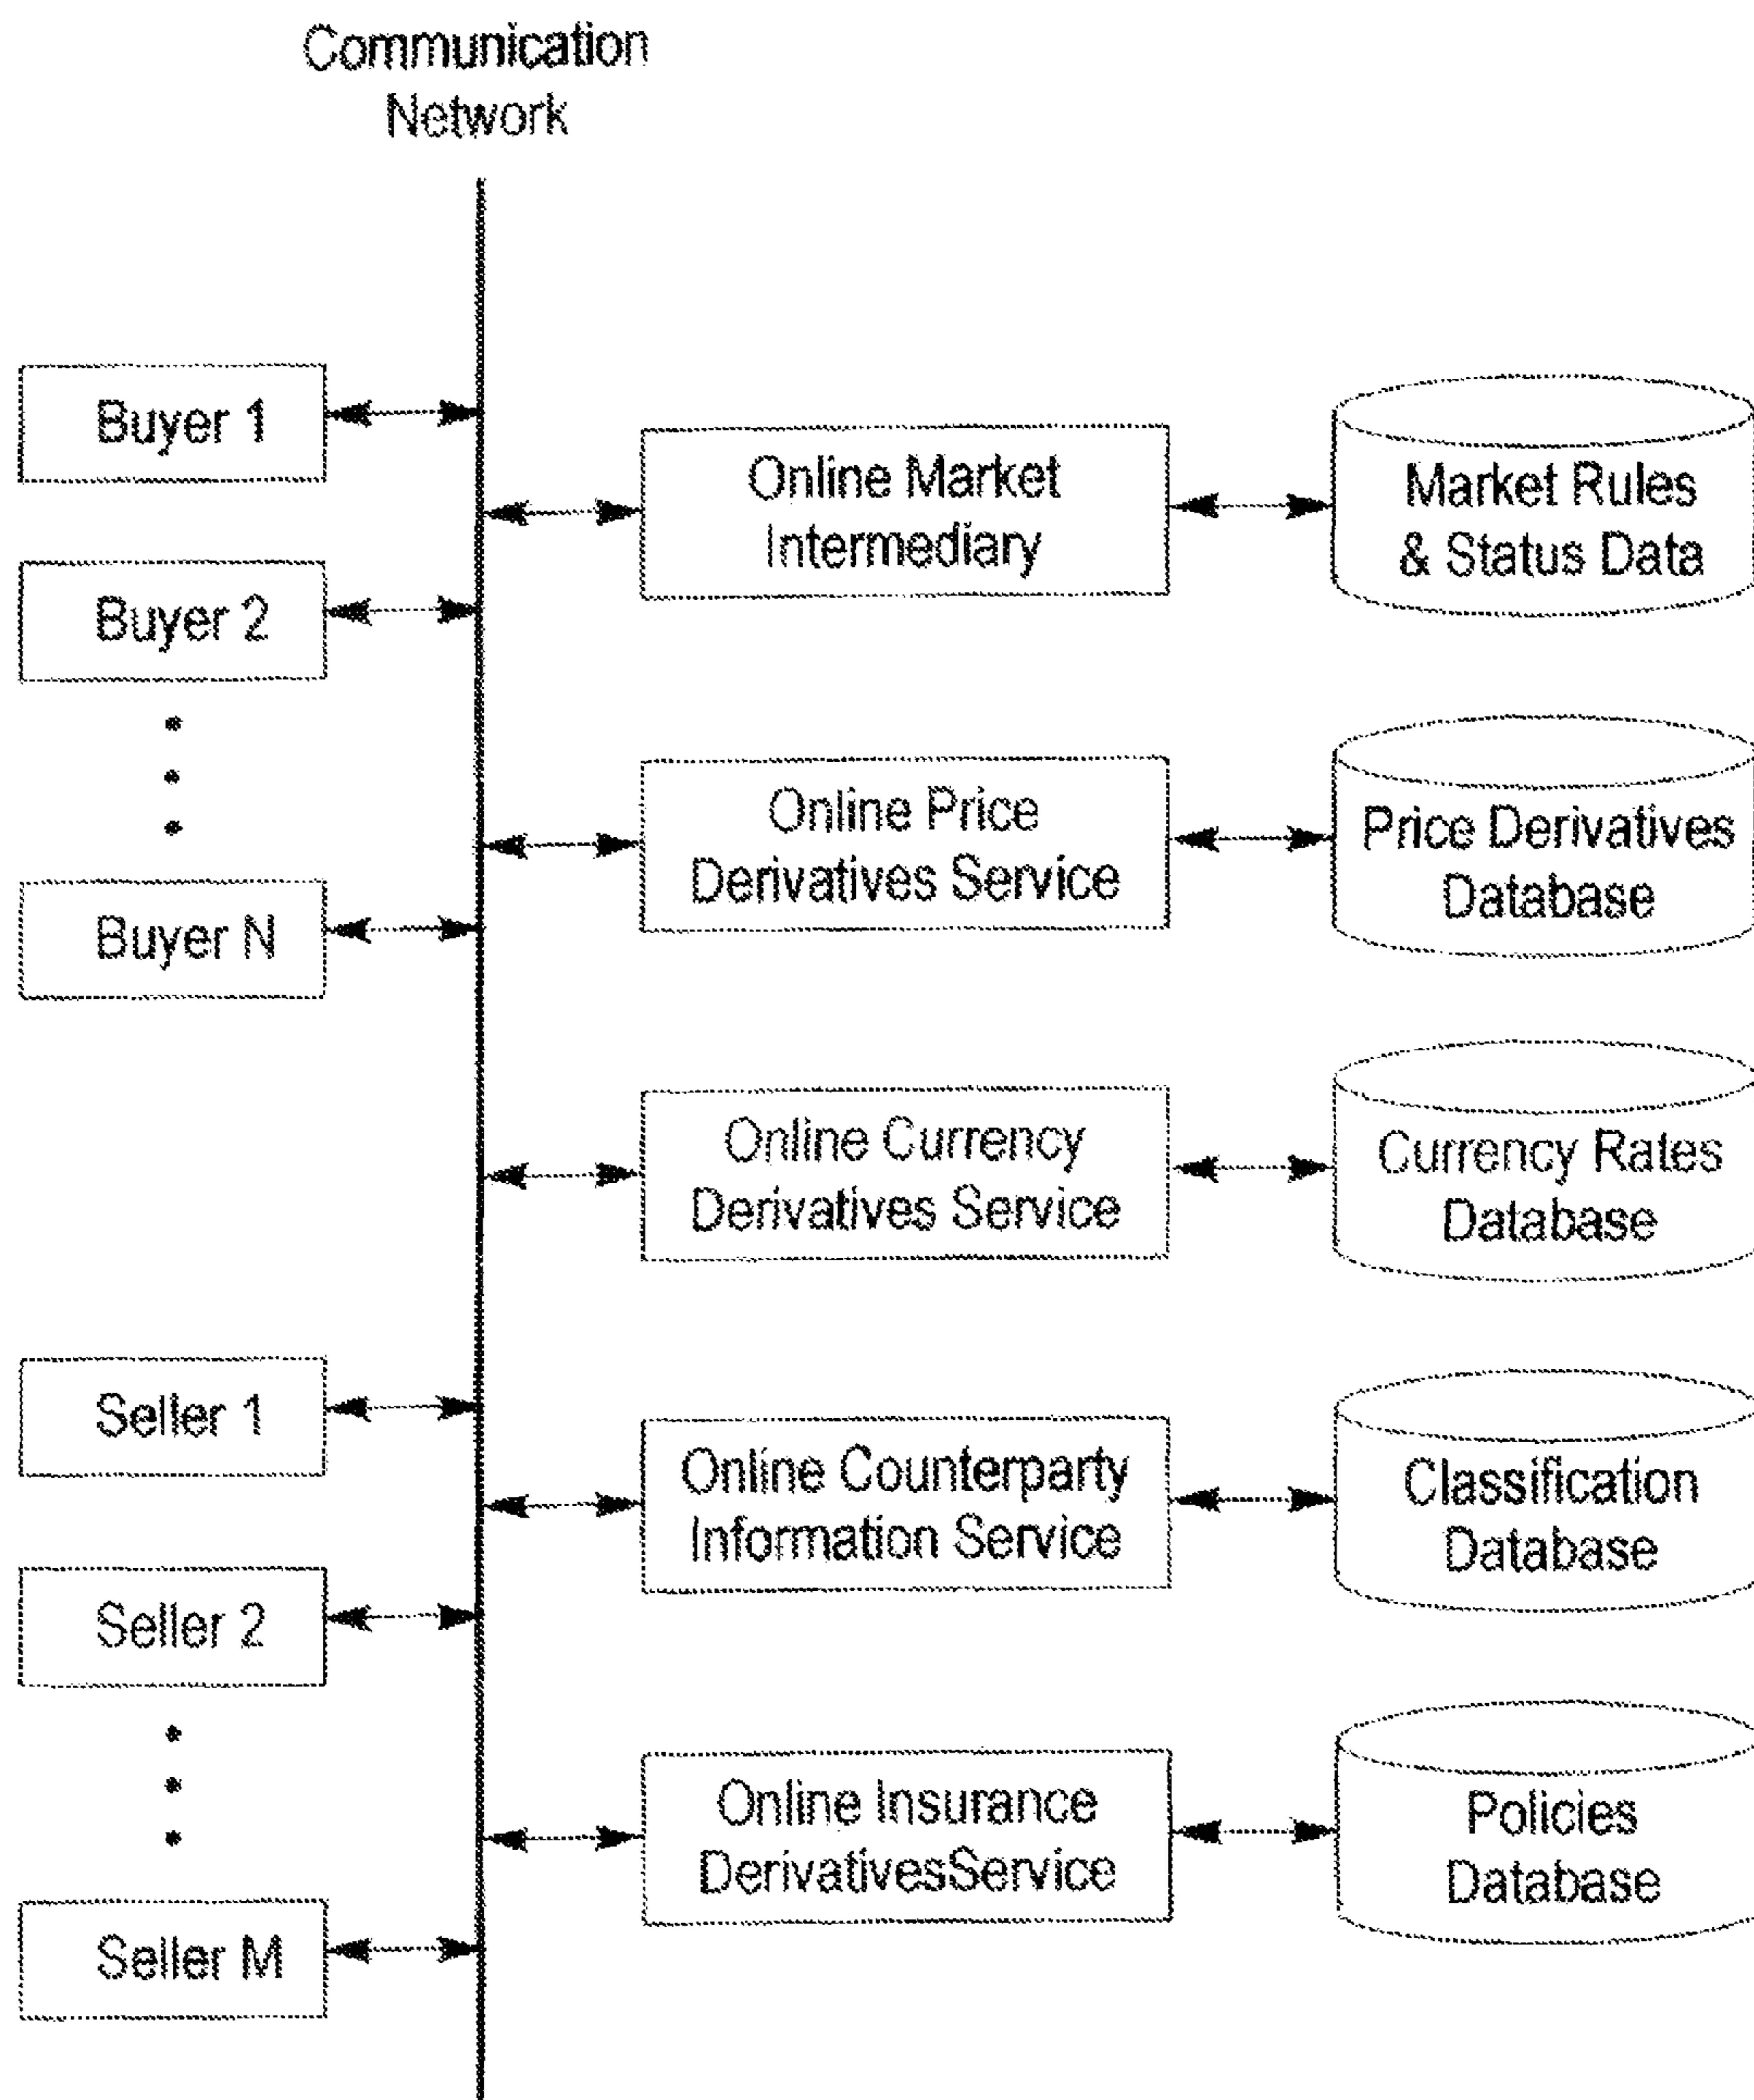 Communication
Network
Buyer 1
Buyer 2
Buyer N
Seller 1
Seller 2
Seller M
Online Market
Intermediary
Market Rules
& Status Data
Online Price
Derivatives Service
Price Derivatives
Database
Online Currency
Derivatives Service
Currency Rates
Database
Online Counterparty
Information Service
Classification
Database
Online Insurance
DerivativesService
Policies
Database